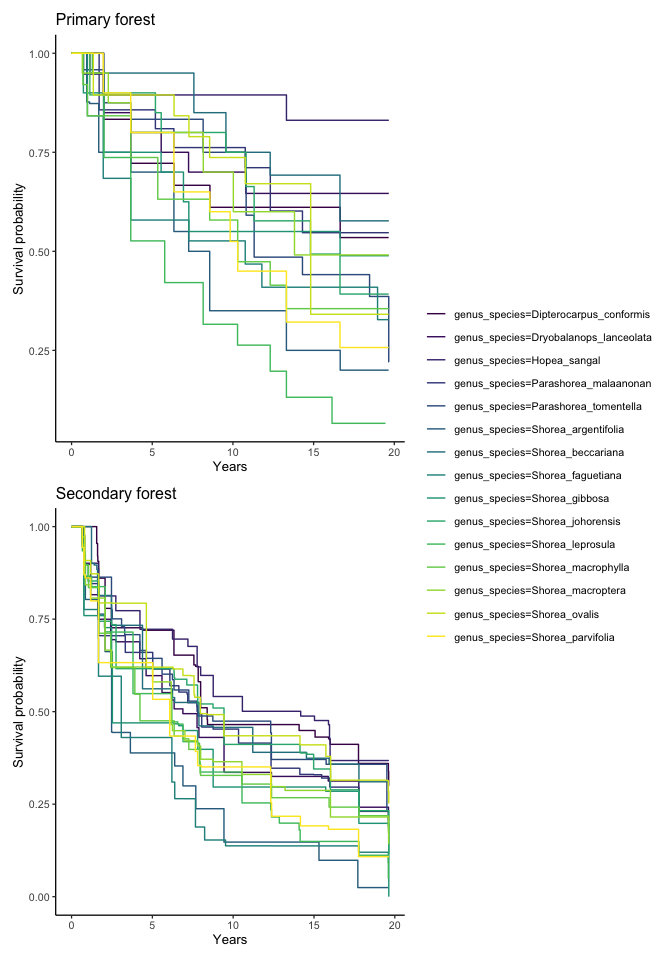 Primary forest
1.00
0.75
0.50
0.25
Survival probability
0 5 10 15 20
Years
genus_species=Dipterocarpus_conformis
genus_species=Dryobalanops_lanceolata
genus_species=Hopea_sangal
genus_species=Parashorea_malaanonan
genus_species=Parashorea_tomentella
genus_species=Shorea_argentifolia
genus_species=Shorea_beccariana
genus_species=Shorea_faguetiana
genus_species=Shorea_gibbosa
genus_species=Shorea_johorensis
genus_species=Shorea_leprosula
genus_species=Shorea_macrophylla
genus_species=Shorea_macroptera
genus_species=Shorea_ovalis
genus_species=Shorea_parvifolia
Secondary forest
1.00
0.75
0.50
0.25
0.00
Survival probability
0 5 10 15 20
Years